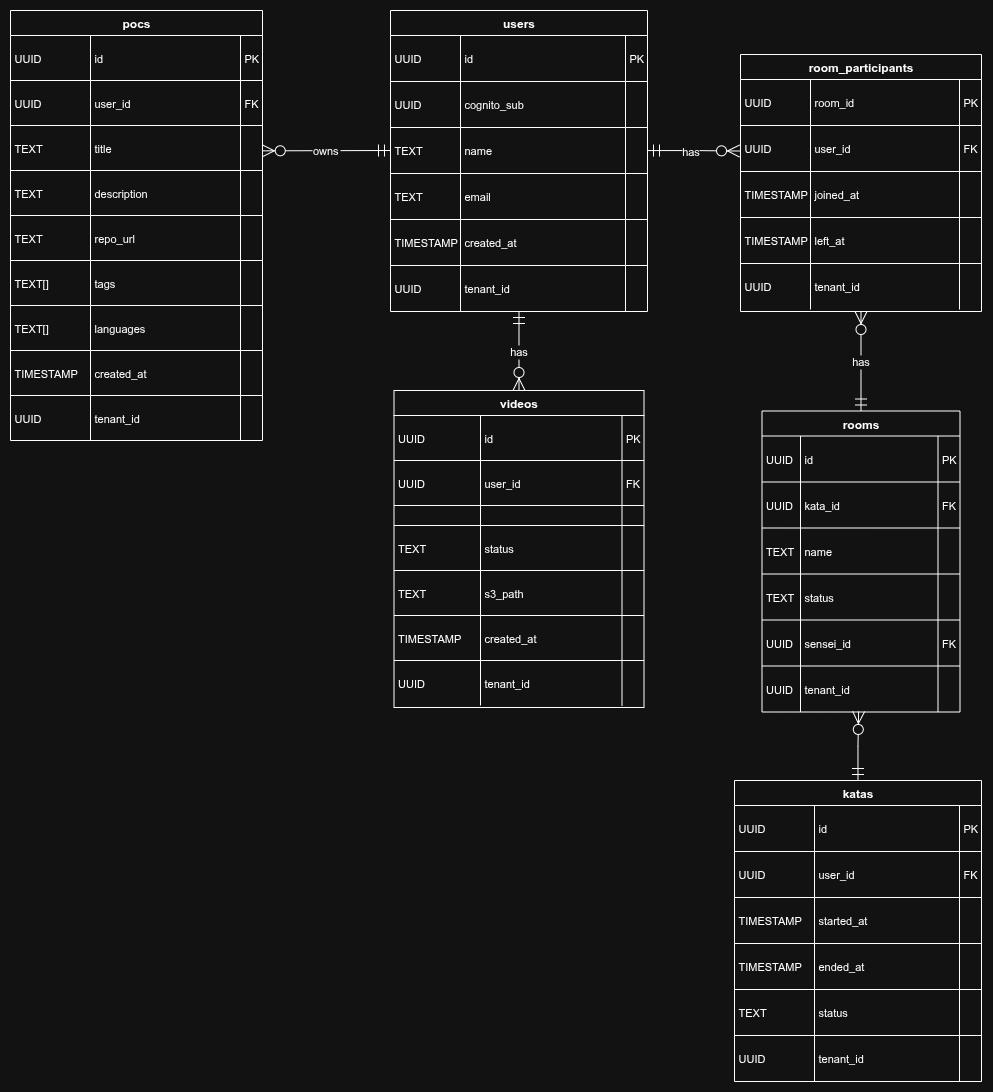 pocs
UUID id PK
UUID user_id FK
TEXT title
TEXT description
TEXT repo_url
TEXT[] tags
TEXT[] languages
TIMESTAMP created_at
UUID tenant_id
owns
users
UUID id PK
UUID cognito_sub
TEXT name
TEXT email
TIMESTAMP created_at
UUID tenant_id
has
room_participants
UUID room_id PK
UUID user_id FK
TIMESTAMP joined_at
TIMESTAMP left_at
UUID tenant_id
has
videos
UUID id PK
UUID user_id FK
TEXT status
TEXT s3_path
TIMESTAMP created_at
UUID tenant_id
has
rooms
UUID id PK
UUID kata_id FK
TEXT name
TEXT status
UUID sensei_id FK
UUID tenant_id
katas
UUID id PK
UUID user_id FK
TIMESTAMP started_at
TIMESTAMP ended_at
TEXT status
UUID tenant_id